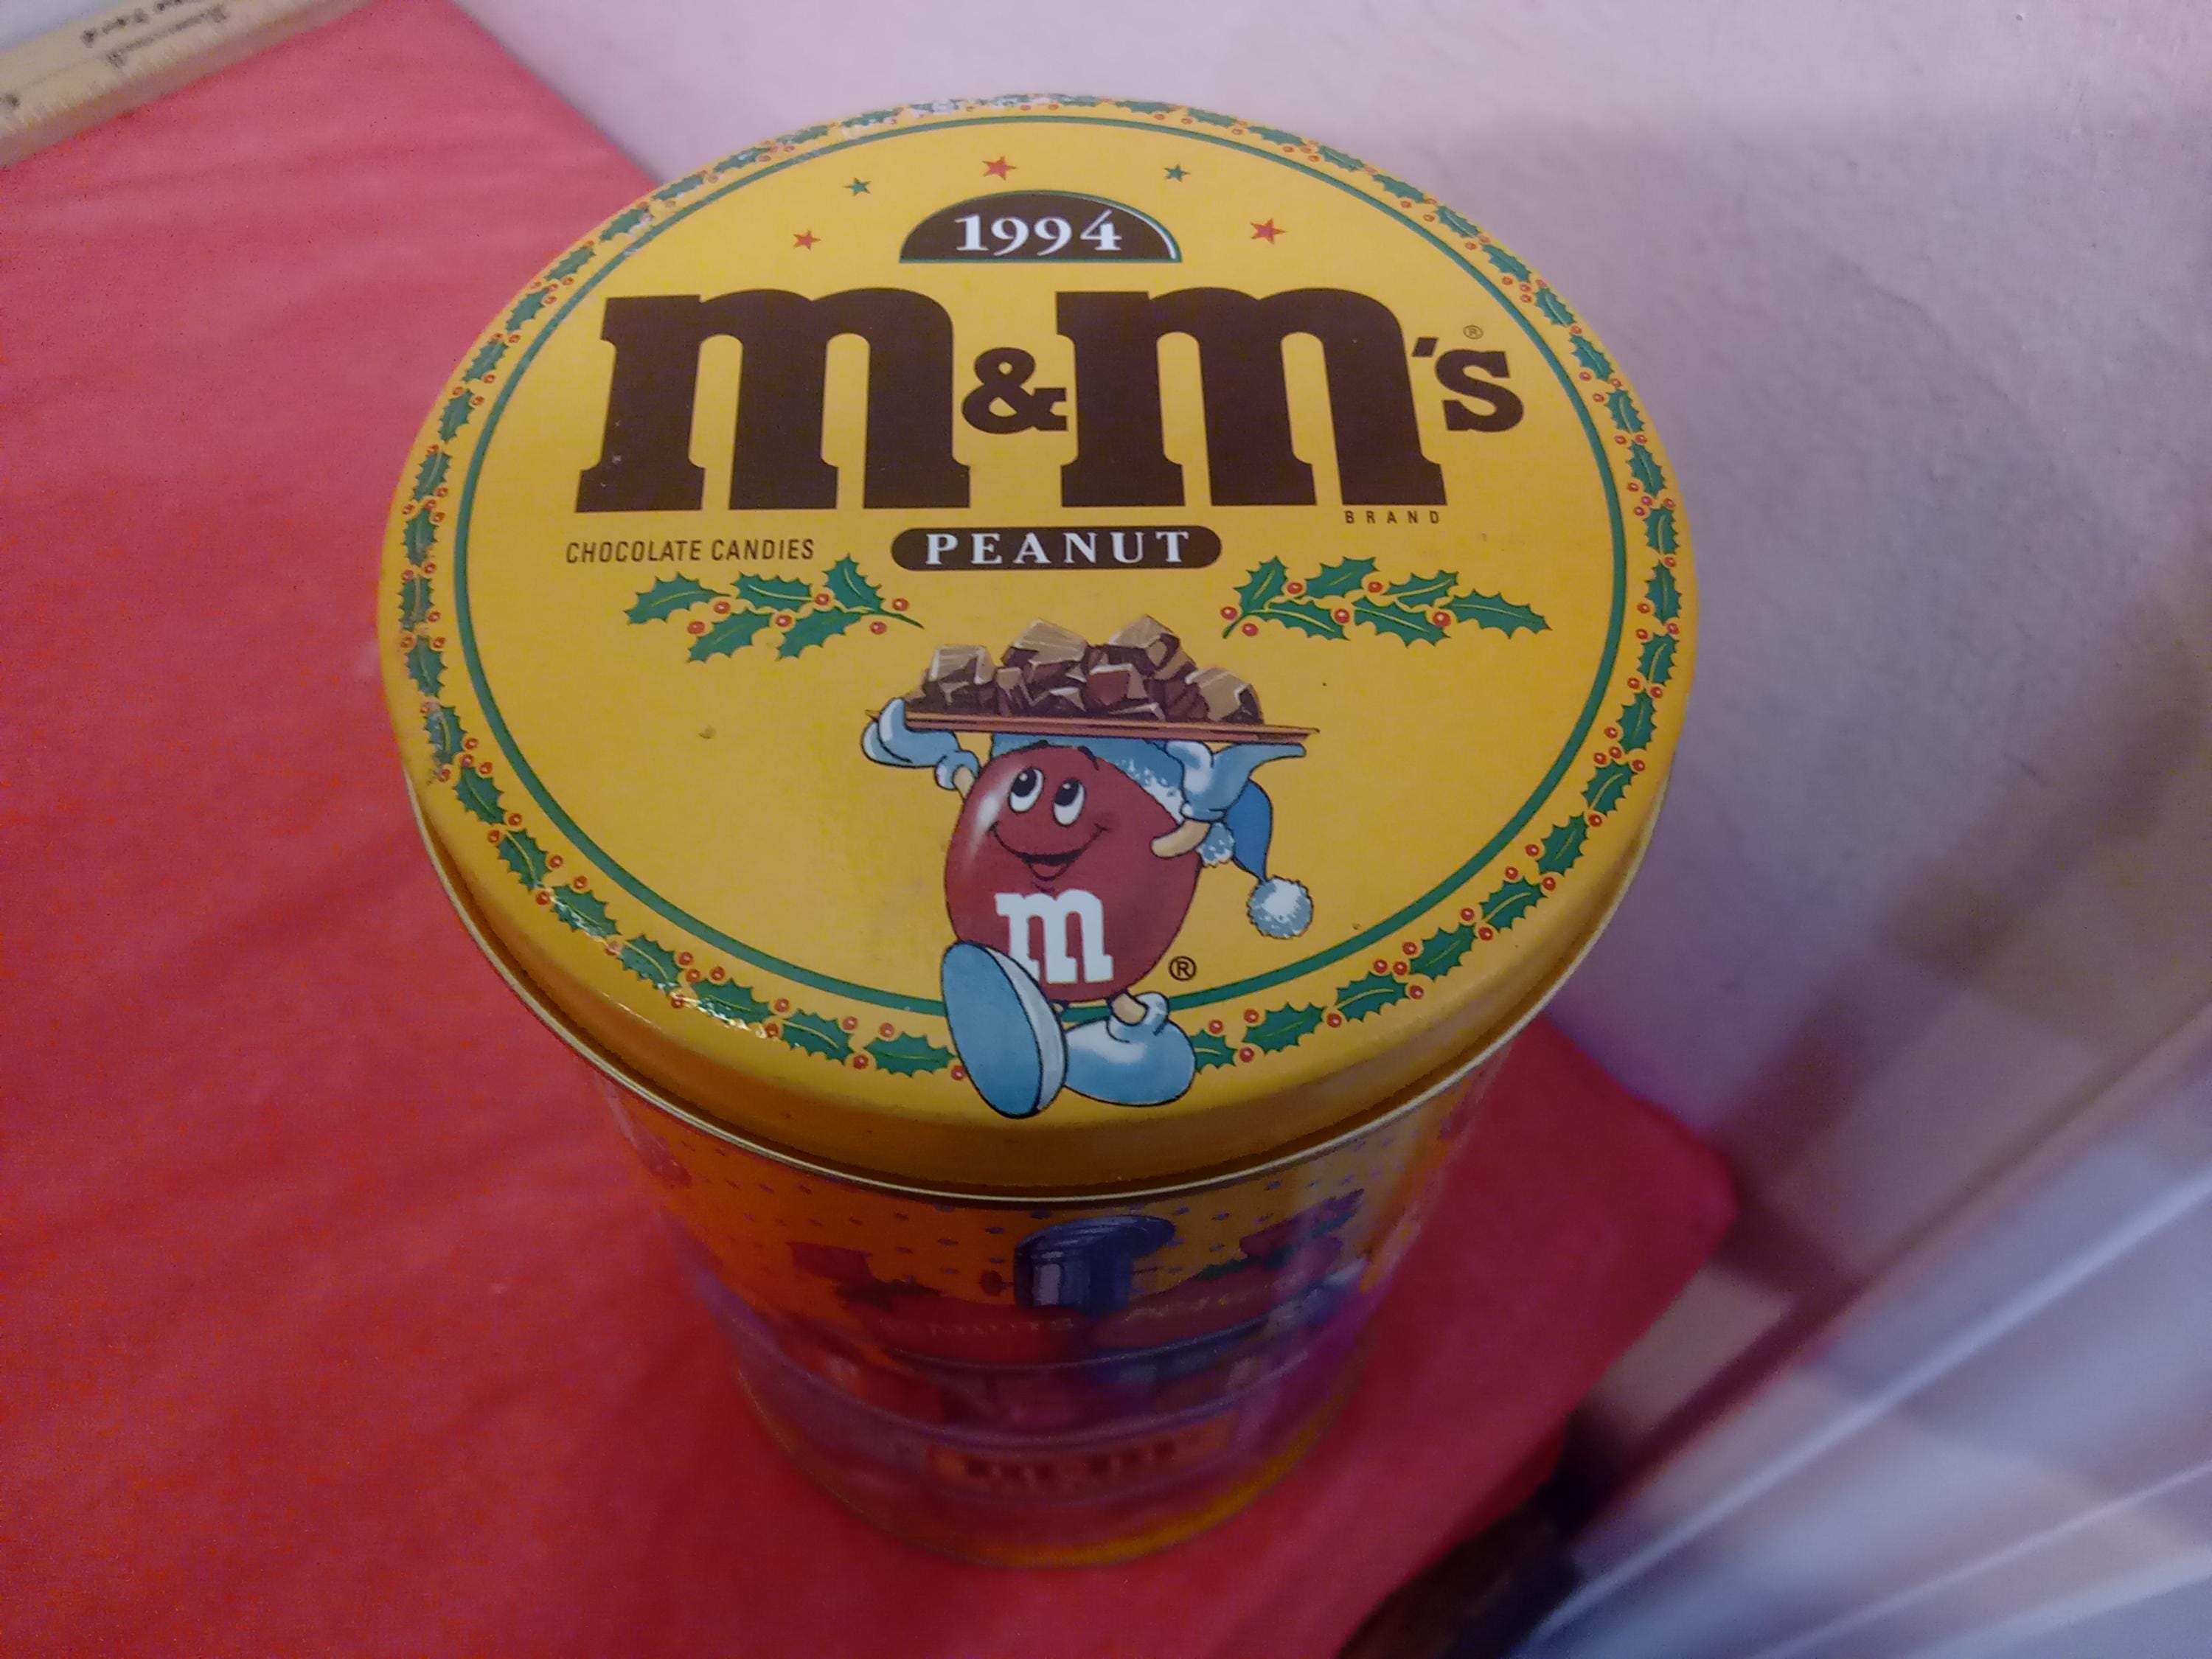 1994
m&m's®
BRAND
CHOCOLATE CANDIES PEANUT
m
®